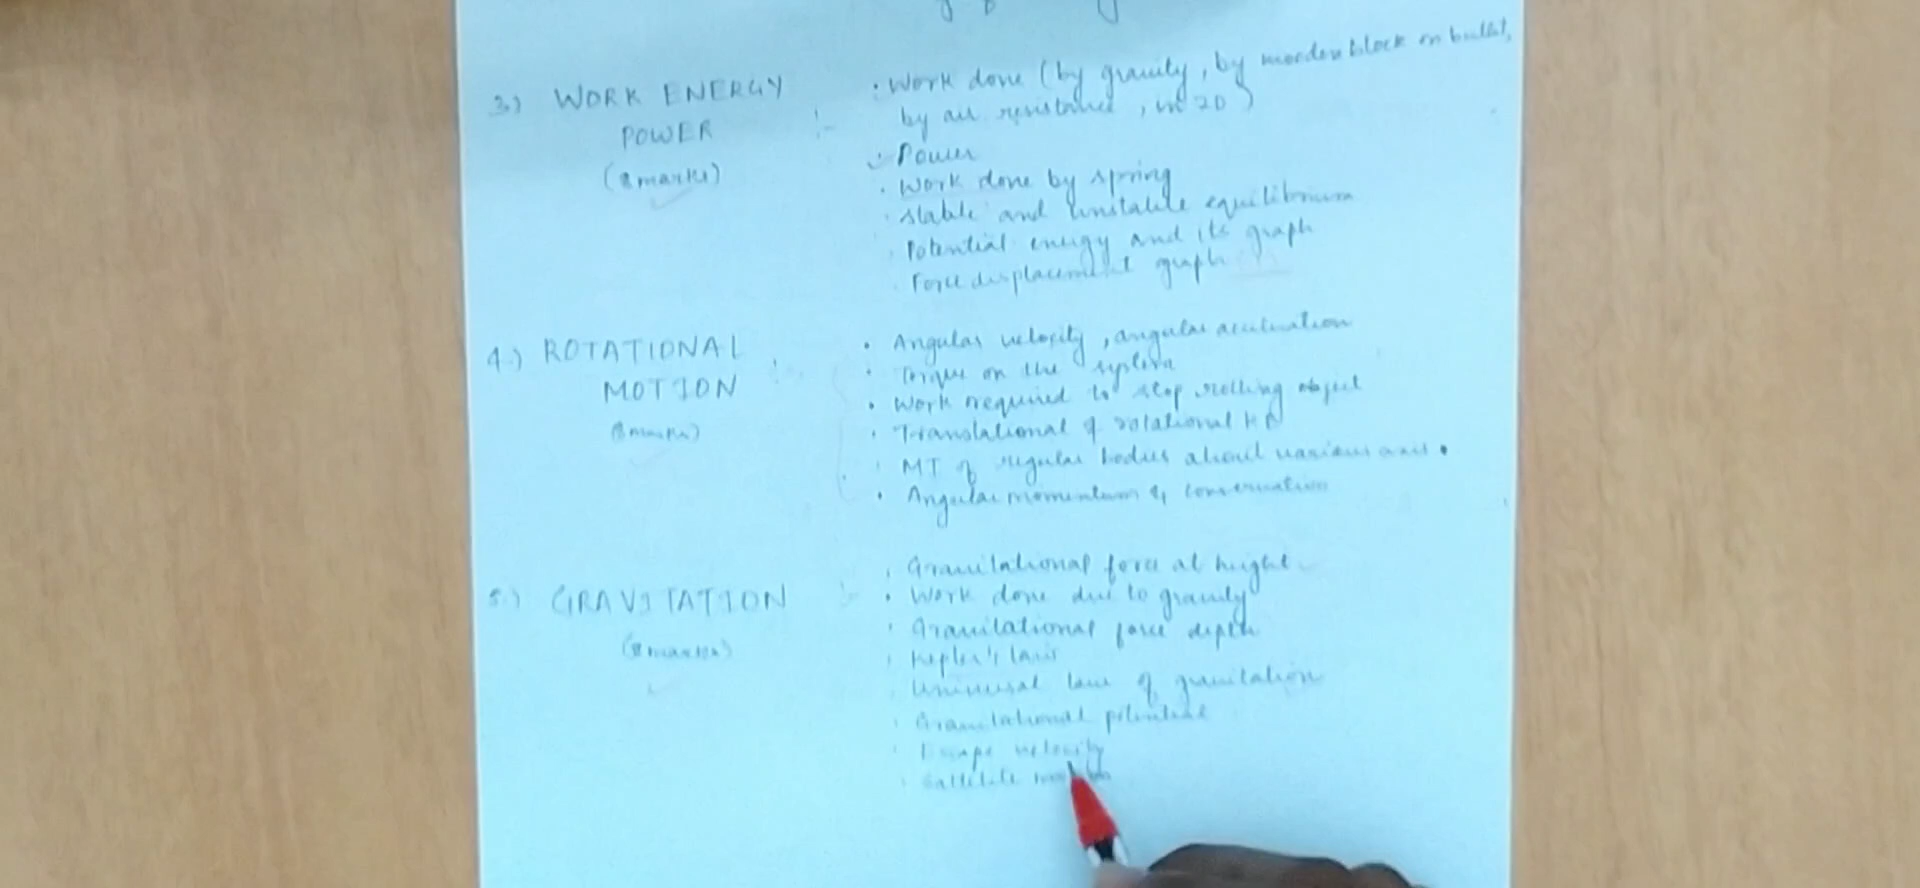 3.) WORK ENERGY
POWER :-
(8 marks)
• Work done (by gravity, by wooden block on bullet,
by air resistance, in 2D)
• Power
• Work done by spring
• Stable and unstable equilibrium
• Potential energy and its graph
• Force displacement graph
4.) ROTATIONAL
MOTION :-
(8 marks)
• Angular velocity, angular acceleration
• Torque on the system
• Work required to stop rolling object
• Translational & rotational KE
• MI of regular bodies about various axis.
• Angular momentum & conservation
5.) GRAVITATION :-
(8 marks)
• Gravitational force at height
• Work done due to gravity
• Gravitational force depth
• Kepler's laws
• Universal law of gravitation
• Gravitational potential
• Escape velocity
• Satellite